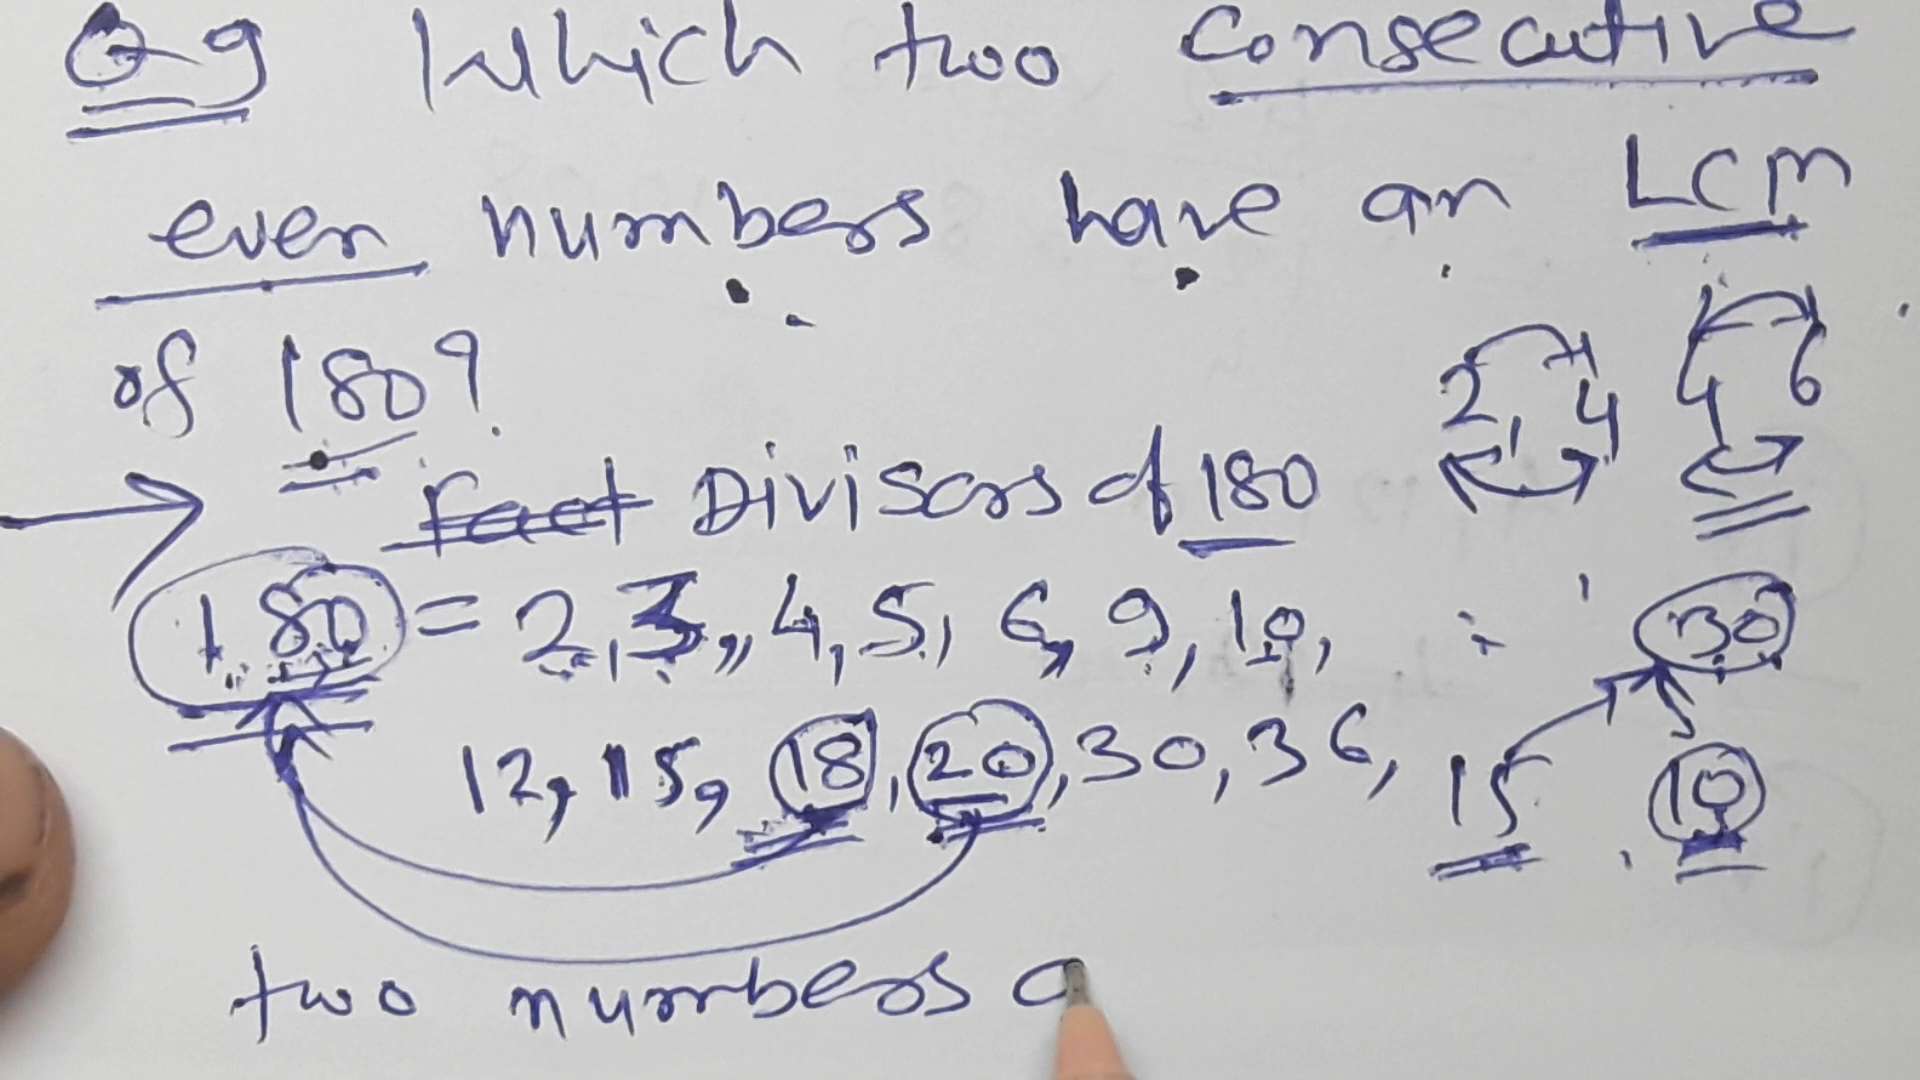 Q9 Which two consecutive
even numbers have an LCM
of 180?
2, 4 4 6
Fact Divisors of 180
180 = 2, 3,, 4, 5, 6, 9, 10,
30
12, 15, 18, 20, 30, 36,
15 10
two numbers a